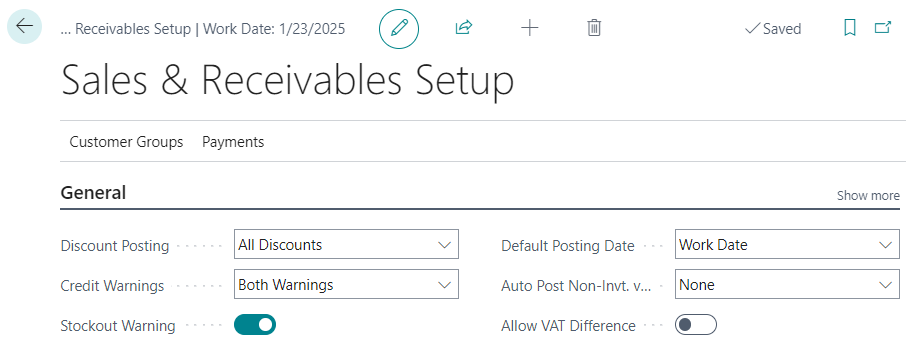 ... Receivables Setup | Work Date: 1/23/2025
Saved
Sales & Receivables Setup
Customer Groups Payments
General
Show more
Discount Posting All Discounts
Default Posting Date Work Date
Credit Warnings Both Warnings
Auto Post Non-Invt. v... None
Stockout Warning
Allow VAT Difference